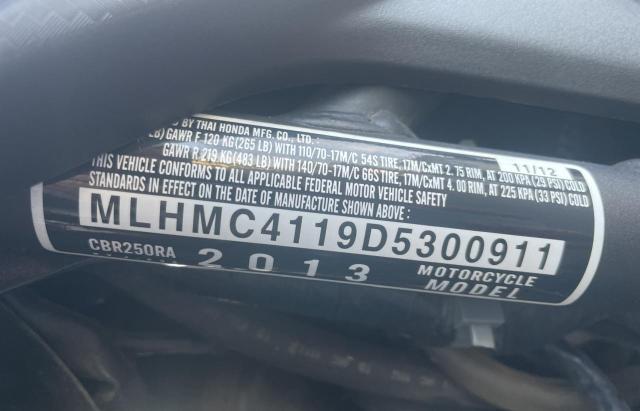 D BY THAI HONDA MFG. CO., LTD. : 11/12
LB) GAWR F 120 KG(265 LB) WITH 110/70-17M/C 54S TIRE, 17M/CxMT 2.75 RIM, AT 200 KPA (29 PSI) COLD
GAWR R 219 KG(483 LB) WITH 140/70-17M/C 66S TIRE, 17M/CxMT 4.00 RIM, AT 225 KPA (33 PSI) COLD
THIS VEHICLE CONFORMS TO ALL APPLICABLE FEDERAL MOTOR VEHICLE SAFETY
STANDARDS IN EFFECT ON THE DATE OF MANUFACTURE SHOWN ABOVE.
MLHMC4119D5300911
CBR250RA 2013 MOTORCYCLE
MODEL